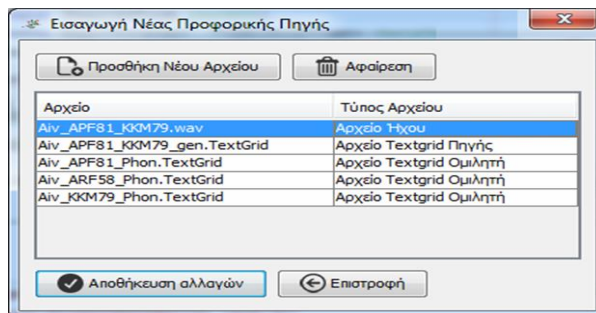 Εισαγωγή Νέας Προφορικής Πηγής
Προσθήκη Νέου Αρχείου Αφαίρεση
Αρχείο Τύπος Αρχείου
Aiv_APF81_KKM79.wav Αρχείο Ήχου
Aiv_APF81_KKM79_gen.TextGrid Αρχείο Textgrid Πηγής
Aiv_APF81_Phon.TextGrid Αρχείο Textgrid Ομιλητή
Aiv_ARF58_Phon.TextGrid Αρχείο Textgrid Ομιλητή
Aiv_KKM79_Phon.TextGrid Αρχείο Textgrid Ομιλητή
Αποθήκευση αλλαγών Επιστροφή